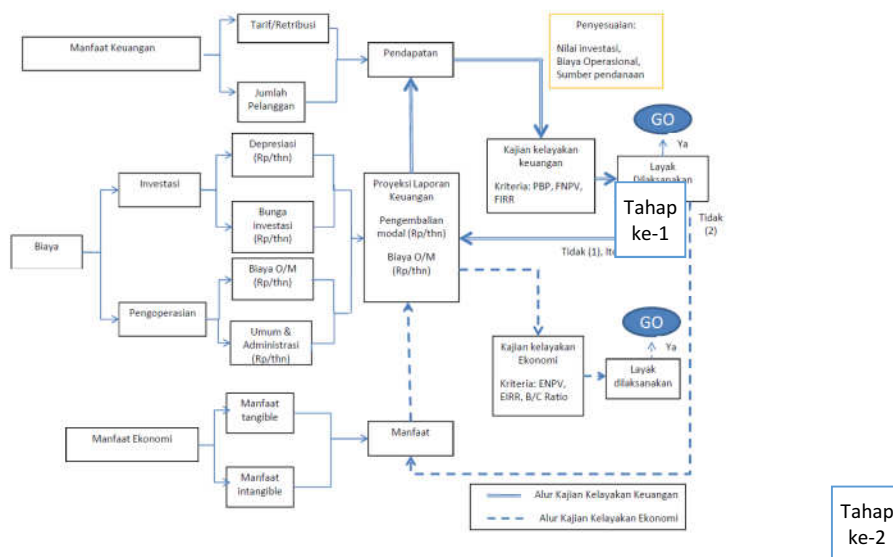 Manfaat Keuangan
Tarif/Retribusi
Jumlah
Pelanggan
Pendapatan
Penyesuaian:
Nilai investasi,
Biaya Operasional,
Sumber pendanaan
GO
Ya
Kajian kelayakan
keuangan
Kriteria: PBP, FNPV,
FIRR
Layak
Dilaksanakan
Tahap
ke-1
Tidak
(2)
Tidak (1),
Biaya
Investasi
Depresiasi
(Rp/thn)
Bunga
investasi
(Rp/thn)
Pengoperasian
Biaya O/M
(Rp/thn)
Umum &
Administrasi
(Rp/thn)
Proyeksi Laporan
Keuangan
Pengembalian
modal (Rp/thn)
Biaya O/M
(Rp/thn)
GO
Ya
Kajian kelayakan
Ekonomi
Kriteria: ENPV,
EIRR, B/C Ratio
Layak
dilaksanakan
Manfaat Ekonomi
Manfaat
tangible
Manfaat
intangible
Manfaat
Alur Kajian Kelayakan Keuangan
Alur Kajian Kelayakan Ekonomi
Tahap
ke-2